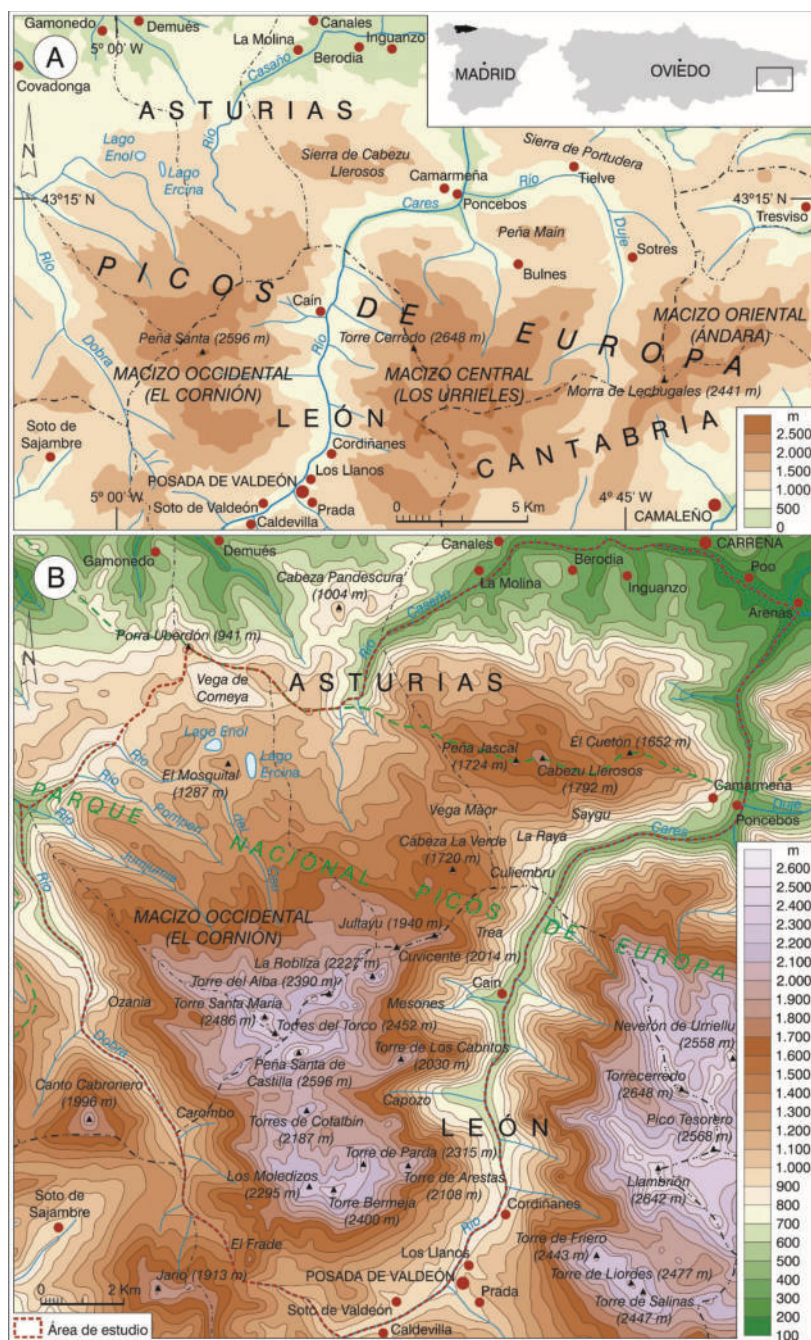 A
Gamonedo
Demués
5° 00' W
Canales
La Molina
Inguanzo
Berodia
Casaño
Covadonga
MADRID
OVIEDO
ASTURIAS
N
Lago
Enol
Lago
Ercina
Río
Sierra de Cabezu
Llerosos
Sierra de Portudera
Camarmeña
Río
Tielve
43º15' N
Cares
Poncebos
43º15' N
Tresviso
Duje
Peña Main
Sotres
Bulnes
Río
PICOS DE EUROPA
Caín
MACIZO ORIENTAL
(ÁNDARA)
Peña Santa (2596 m)
Torre Cerredo (2648 m)
Dobra
Río
MACIZO OCCIDENTAL
(EL CORNIÓN)
MACIZO CENTRAL
(LOS URRIELES)
Morra de Lechugales (2441 m)
LEÓN
CANTABRIA
Soto de
Sajambre
Cordiñanes
Los Llanos
POSADA DE VALDEÓN
5° 00' W
Soto de Valdeón
Prada
Caldevilla
0
5 Km
4º 45' W
CAMALEÑO
m
2.500
2.000
1.500
1.000
500
0
B
Gamonedo
Demués
Canales
CARREÑA
Berodia
Poo
La Molina
Inguanzo
Cabeza Pandescura
(1004 m)
Casaño
Arenas
N
Río
Porra Uberdón (941 m)
Vega de
Comeya
ASTURIAS
Lago Enol
Lago
Ercina
El Mosquital
(1287 m)
Peña Jascal
(1724 m)
El Cuetón (1652 m)
Cabezu Llerosos
(1792 m)
Río
Río
Río
Pomperi
Junjumia
Río
del
Camarmeña
Poncebos
Duje
Vega Maor
Saygu
La Raya
Cares
Cabeza La Verde
(1720 m)
Culiembru
PARQUE NACIONAL PICOS DE EUROPA
m
2.600
2.500
2.400
2.300
2.200
2.100
2.000
1.900
1.800
1.700
1.600
1.500
1.400
1.300
1.200
1.100
1.000
900
800
700
600
500
400
300
200
100
MACIZO OCCIDENTAL
(EL CORNIÓN)
Jultayu (1940 m)
Trea
Cuvicente (2014 m)
La Robliza (2227 m)
Torre del Alba (2390 m)
Cain
Ozania
Torre Santa María
(2486 m)
Mesones
Torres del Torco (2452 m)
Neverón de Urriellu
(2558 m)
Dobra
Peña Santa de
Castilla (2596 m)
Torre de Los Cabritos
(2030 m)
Torrecerredo
(2648 m)
Canto Cabronero
(1996 m)
Carombo
Capozo
Torres de Cotalbin
(2187 m)
LEÓN
Pico Tesorero
(2568 m)
Torre de Parda (2315 m)
Los Moledizos
(2295 m)
Torre de Arestas
(2108 m)
Llambrión
(2642 m)
Torre Bermeja
(2400 m)
Cordiñanes
Soto de
Sajambre
Río
Torre de Friero
(2443 m)
El Frade
Los Llanos
Jario (1913 m)
POSADA DE VALDEÓN
Torre de Liordes (2477 m)
Prada
0
2 Km
Soto de Valdeón
Torre de Salinas
(2447 m)
Área de estudio
Caldevilla